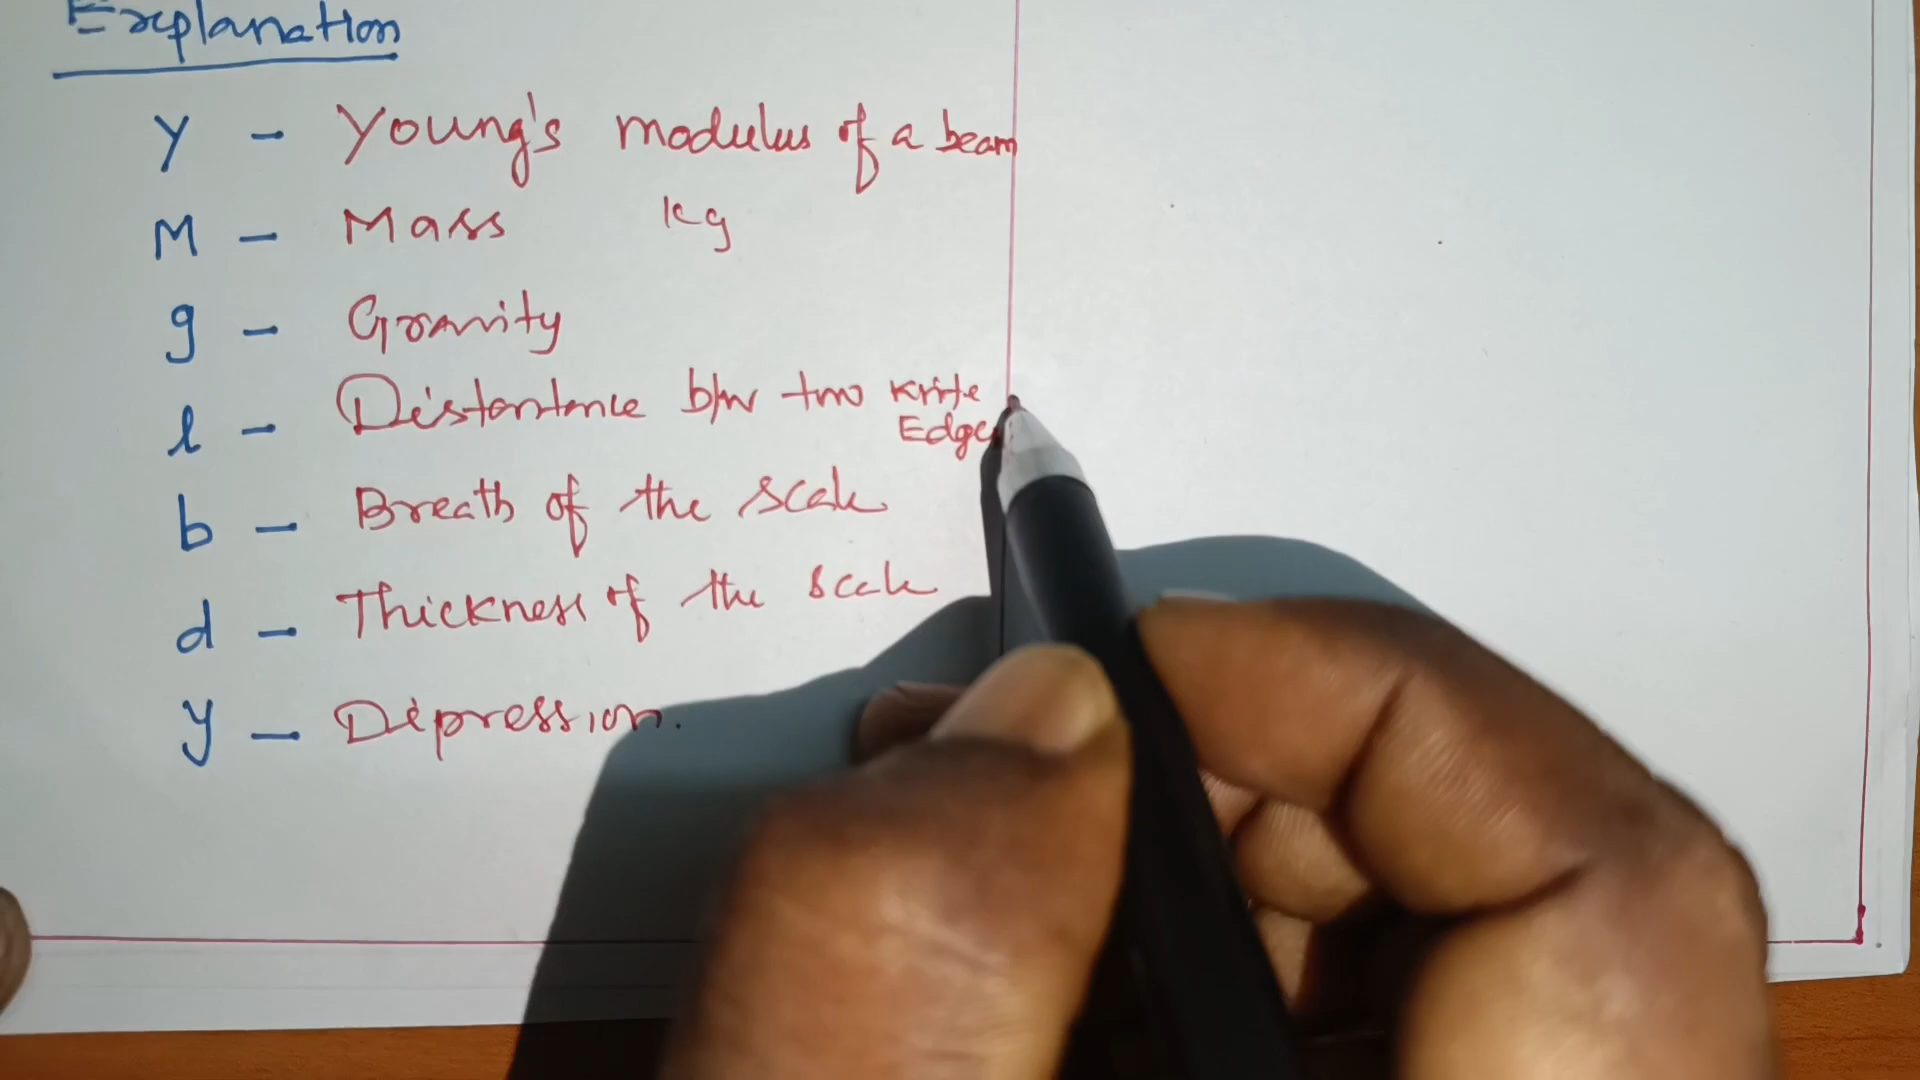 Explanation
Y - Young's modulus of a beam
M - Mass kg
g - Gravity
l - Distantance b/w two Knife
Edge
b - Breath of the scale
d - Thickness of the scale
y - Depression.